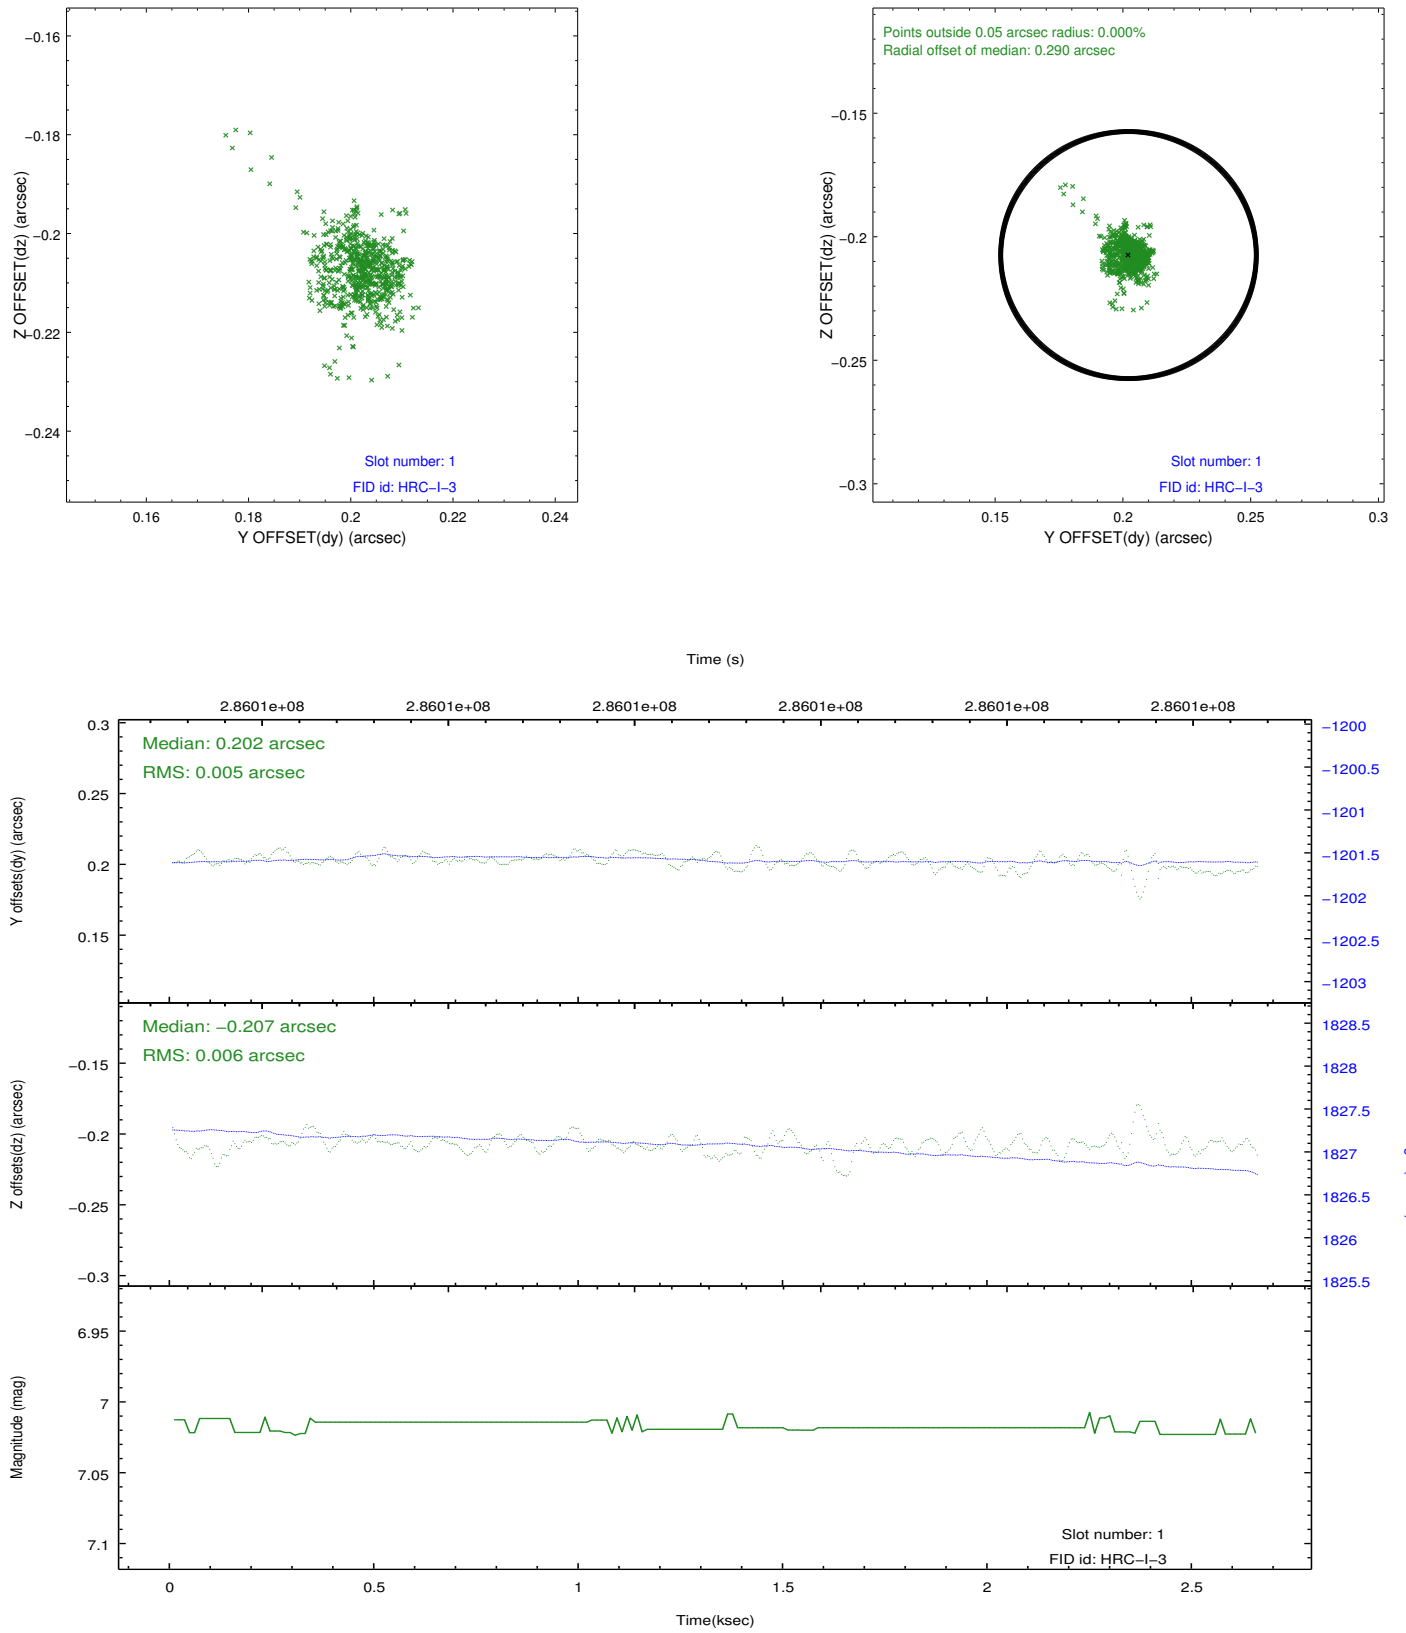 −0.16
−0.18
−0.2
−0.22
−0.24
Z OFFSET(dz) (arcsec)
Slot number: 1
FID id: HRC−I−3
0.16
0.18
0.2
0.22
0.24
Y OFFSET(dy) (arcsec)
Points outside 0.05 arcsec radius: 0.000%
Radial offset of median: 0.290 arcsec
−0.15
−0.2
−0.25
−0.3
Z OFFSET(dz) (arcsec)
Slot number: 1
FID id: HRC−I−3
0.15
0.2
0.25
0.3
Y OFFSET(dy) (arcsec)
Time (s)
2.8601e+08
2.8601e+08
2.8601e+08
2.8601e+08
2.8601e+08
2.8601e+08
Median: 0.202 arcsec
RMS: 0.005 arcsec
0.3
0.25
0.2
0.15
Y offsets(dy) (arcsec)
−1200
−1200.5
−1201
−1201.5
−1202
−1202.5
−1203
Median: −0.207 arcsec
RMS: 0.006 arcsec
−0.15
−0.2
−0.25
−0.3
Z offsets(dz) (arcsec)
1828.5
1828
1827.5
1827
1826.5
1826
1825.5
6.95
7
7.05
7.1
Magnitude (mag)
Slot number: 1
FID id: HRC−I−3
0
0.5
1
1.5
2
2.5
Time(ksec)